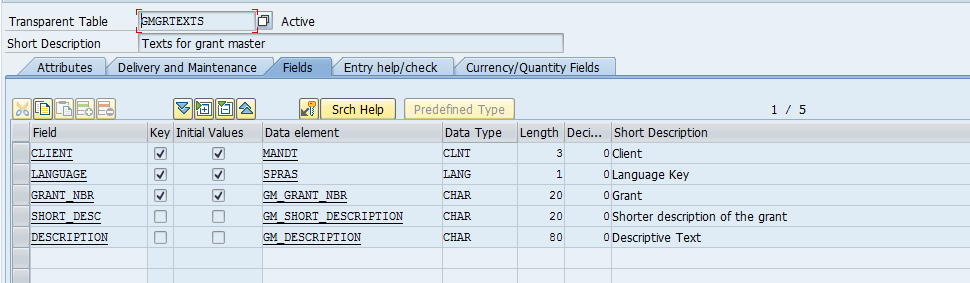 Transparent Table GMGRTEXTS Active
Short Description Texts for grant master
Attributes Delivery and Maintenance Fields Entry help/check Currency/Quantity Fields
Srch Help Predefined Type 1 / 5
Field Key Initial Values Data element Data Type Length Deci... Short Description
CLIENT MANDT CLNT 3 0 Client
LANGUAGE SPRAS LANG 1 0 Language Key
GRANT_NBR GM_GRANT_NBR CHAR 20 0 Grant
SHORT_DESC GM_SHORT_DESCRIPTION CHAR 20 0 Shorter description of the grant
DESCRIPTION GM_DESCRIPTION CHAR 80 0 Descriptive Text